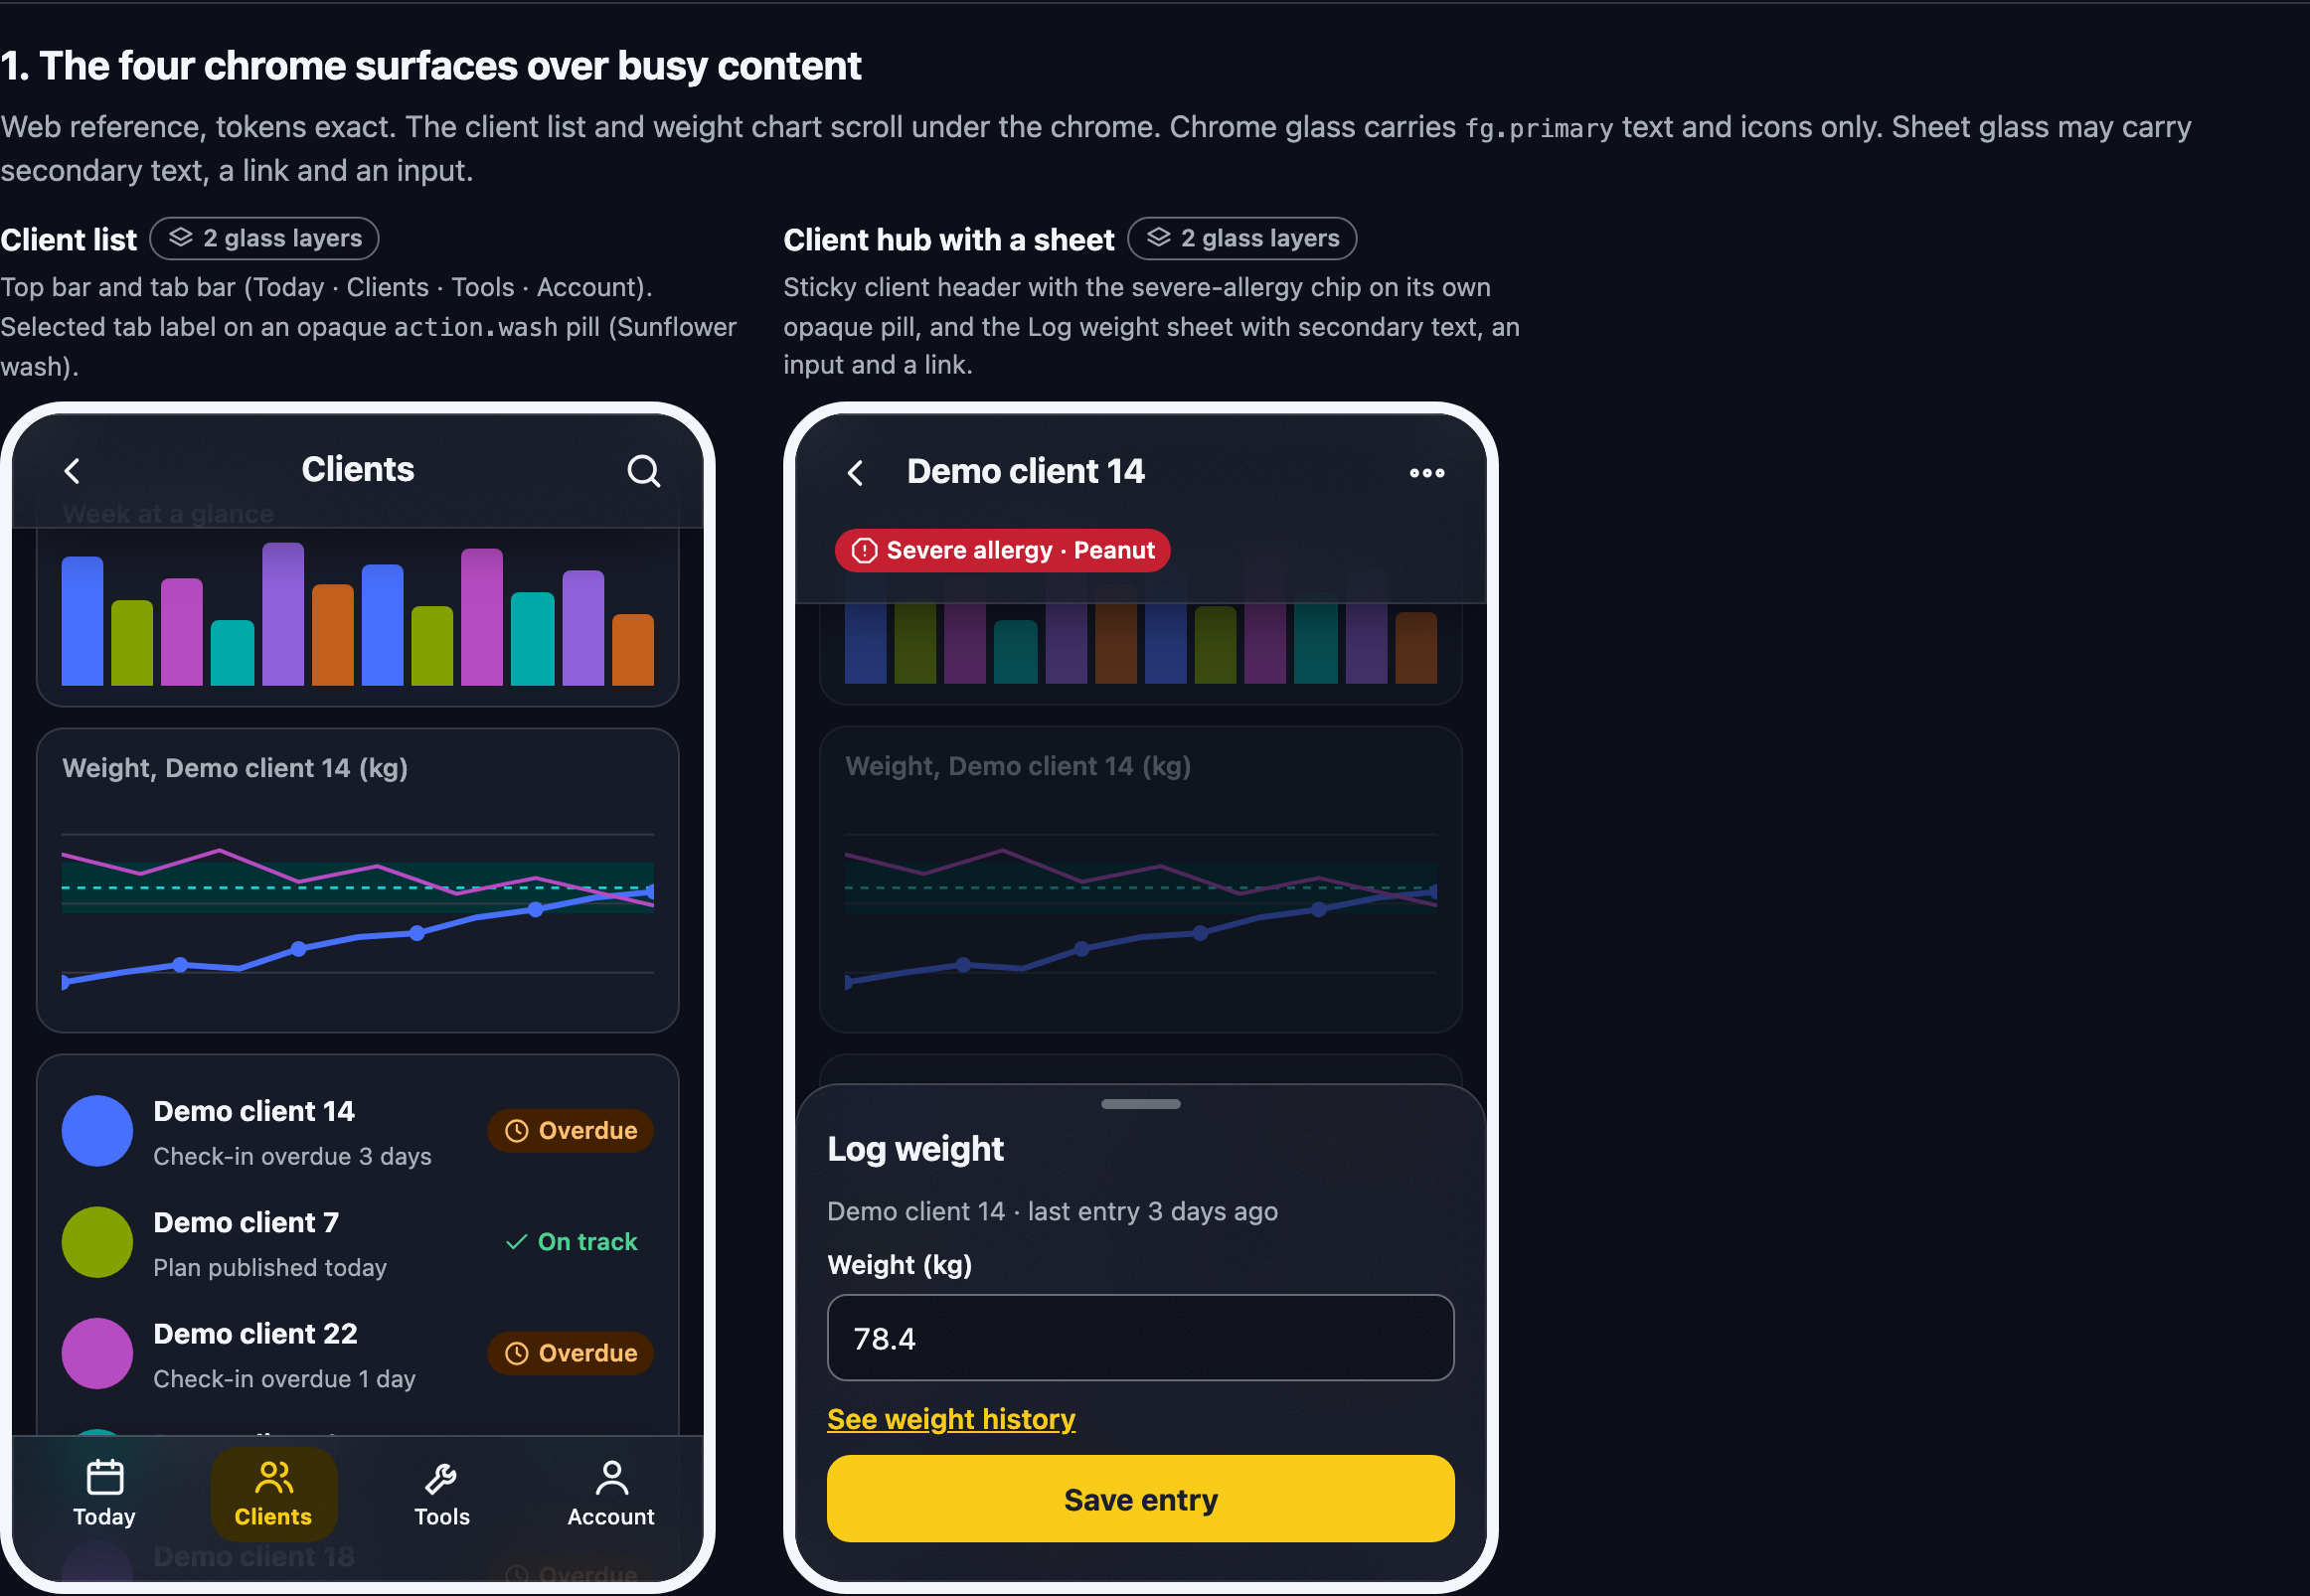 1. The four chrome surfaces over busy content
Web reference, tokens exact. The client list and weight chart scroll under the chrome. Chrome glass carries fg.primary text and icons only. Sheet glass may carry
secondary text, a link and an input.
Client list
2 glass layers
Top bar and tab bar (Today · Clients · Tools · Account).
Selected tab label on an opaque action.wash pill (Sunflower
wash).
Clients
Week at a glance
Weight, Demo client 14 (kg)
Demo client 14
Overdue
Check-in overdue 3 days
Demo client 7
On track
Plan published today
Demo client 22
Overdue
Check-in overdue 1 day
Today
Clients
Tools
Account
Demo client 18
Overdue
Client hub with a sheet
2 glass layers
Sticky client header with the severe-allergy chip on its own
opaque pill, and the Log weight sheet with secondary text, an
input and a link.
Demo client 14
Severe allergy · Peanut
Weight, Demo client 14 (kg)
Log weight
Demo client 14 · last entry 3 days ago
Weight (kg)
78.4
See weight history
Save entry